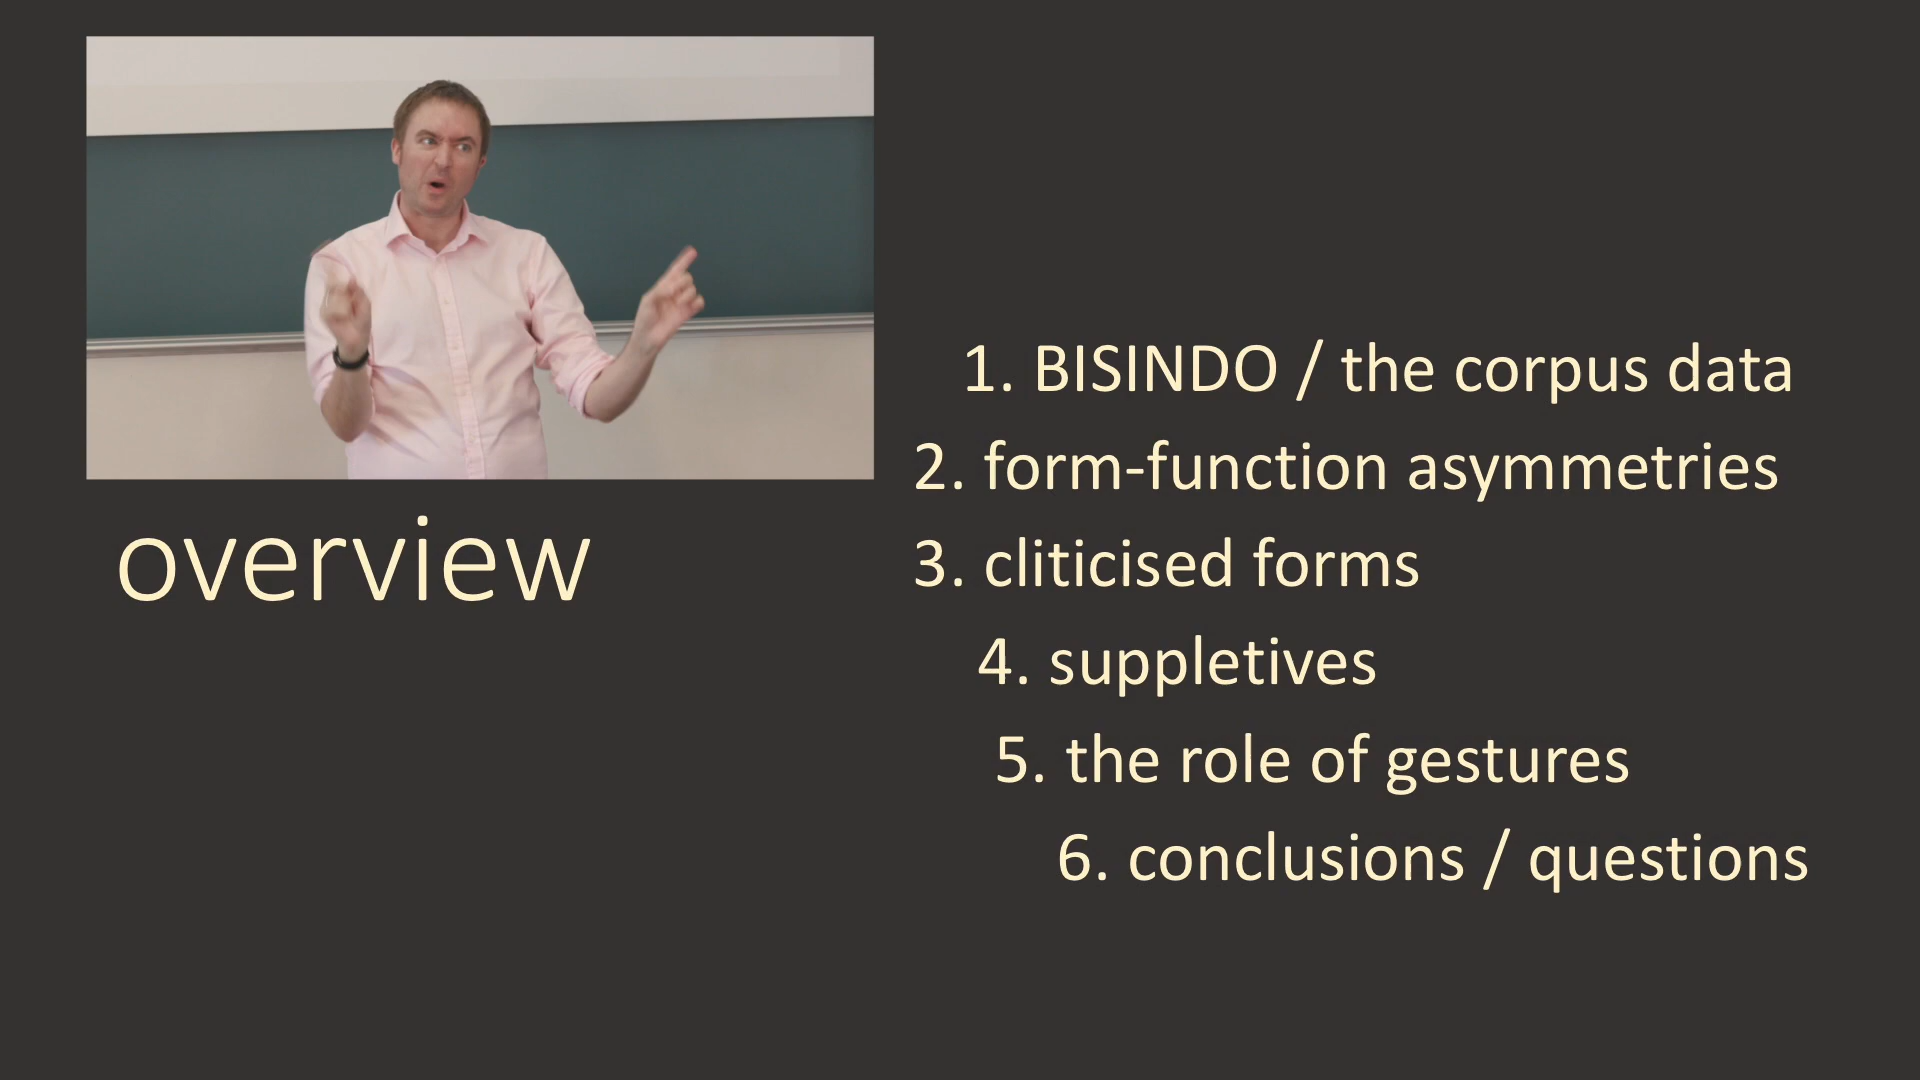 overview
1. BISINDO / the corpus data
2. form-function asymmetries
3. cliticised forms
4. suppletives
5. the role of gestures
6. conclusions / questions